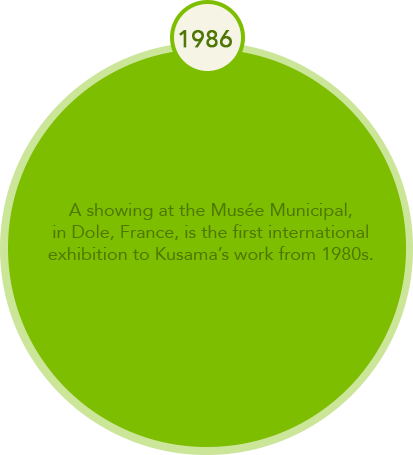 1986
A showing at the Musée Municipal,
in Dole, France, is the first international
exhibition to Kusama’s work from 1980s.